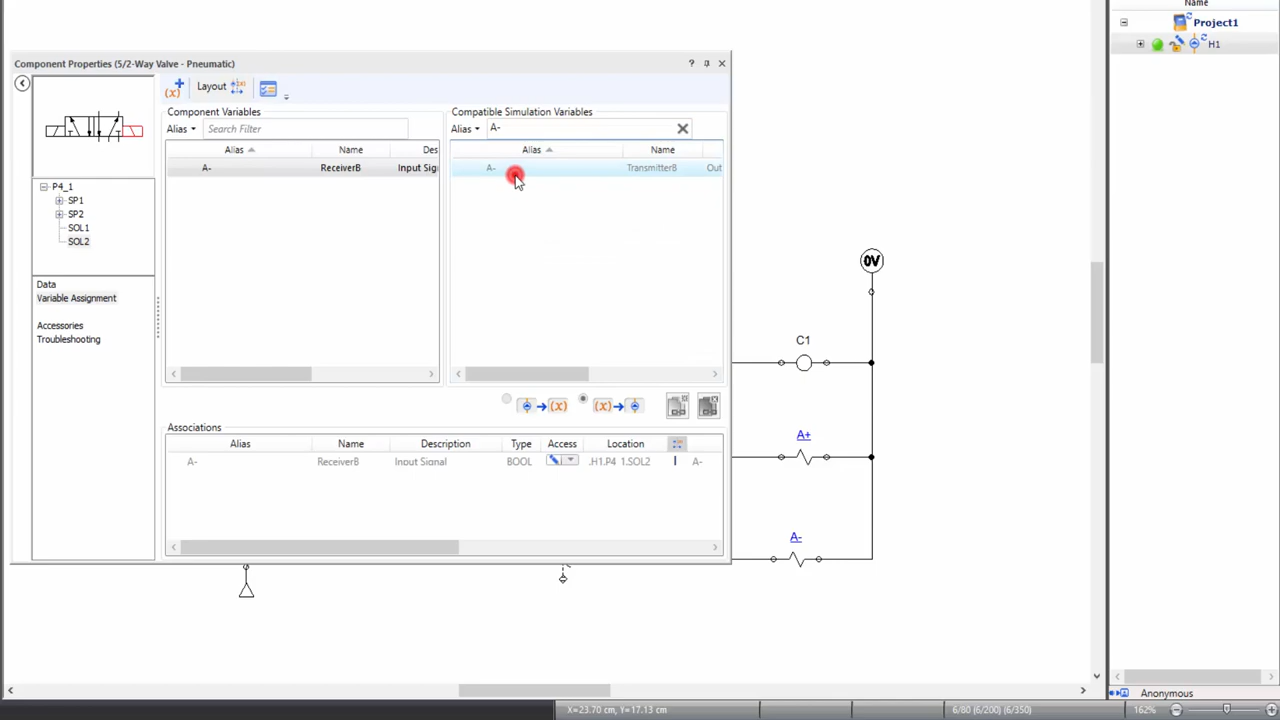 Name
Project1
H1
Component Properties (5/2-Way Valve - Pneumatic)
?
Layout
Component Variables
Alias
Search Filter
Alias
Name
Des
A-
ReceiverB
Input Sig
Compatible Simulation Variables
Alias
A-
Alias
Name
A-
TransmitterB
Out
P4_1
SP1
SP2
SOL1
SOL2
Data
Variable Assignment
Accessories
Troubleshooting
(x)
(x)
Associations
Alias
Name
Description
Type
Access
Location
A-
ReceiverB
Input Signal
BOOL
.H1.P4 1.SOL2
A-
0V
C1
A+
A-
Anonymous
X=23.70 cm, Y=17.13 cm
6/80 (6/200) (6/350)
162%